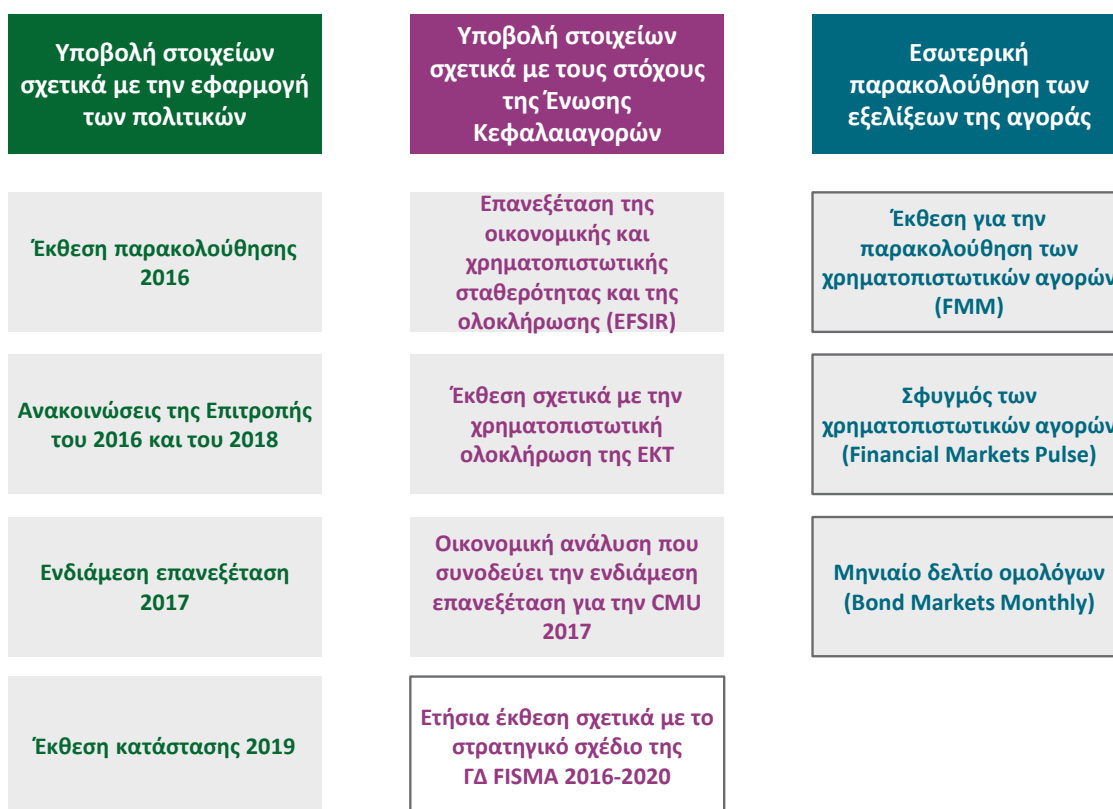 Υποβολή στοιχείων
σχετικά με την εφαρμογή
των πολιτικών
Έκθεση παρακολούθησης
2016
Ανακοινώσεις της Επιτροπής
του 2016 και του 2018
Ενδιάμεση επανεξέταση
2017
Έκθεση κατάστασης 2019
Υποβολή στοιχείων
σχετικά με τους στόχους
της Ένωσης
Κεφαλαιαγορών
Επανεξέταση της
οικονομικής και
χρηματοπιστωτικής
σταθερότητας και της
ολοκλήρωσης (EFSIR)
Έκθεση σχετικά με την
χρηματοπιστωτική
ολοκλήρωση της ΕΚΤ
Οικονομική ανάλυση που
συνοδεύει την ενδιάμεση
επανεξέταση για την CMU
2017
Ετήσια έκθεση σχετικά με το
στρατηγικό σχέδιο της
ΓΔ FISMA 2016-2020
Εσωτερική
παρακολούθηση των
εξελίξεων της αγοράς
Έκθεση για την
παρακολούθηση των
χρηματοπιστωτικών αγορών
(FMM)
Σφυγμός των
χρηματοπιστωτικών αγορών
(Financial Markets Pulse)
Μηνιαίο δελτίο ομολόγων
(Bond Markets Monthly)